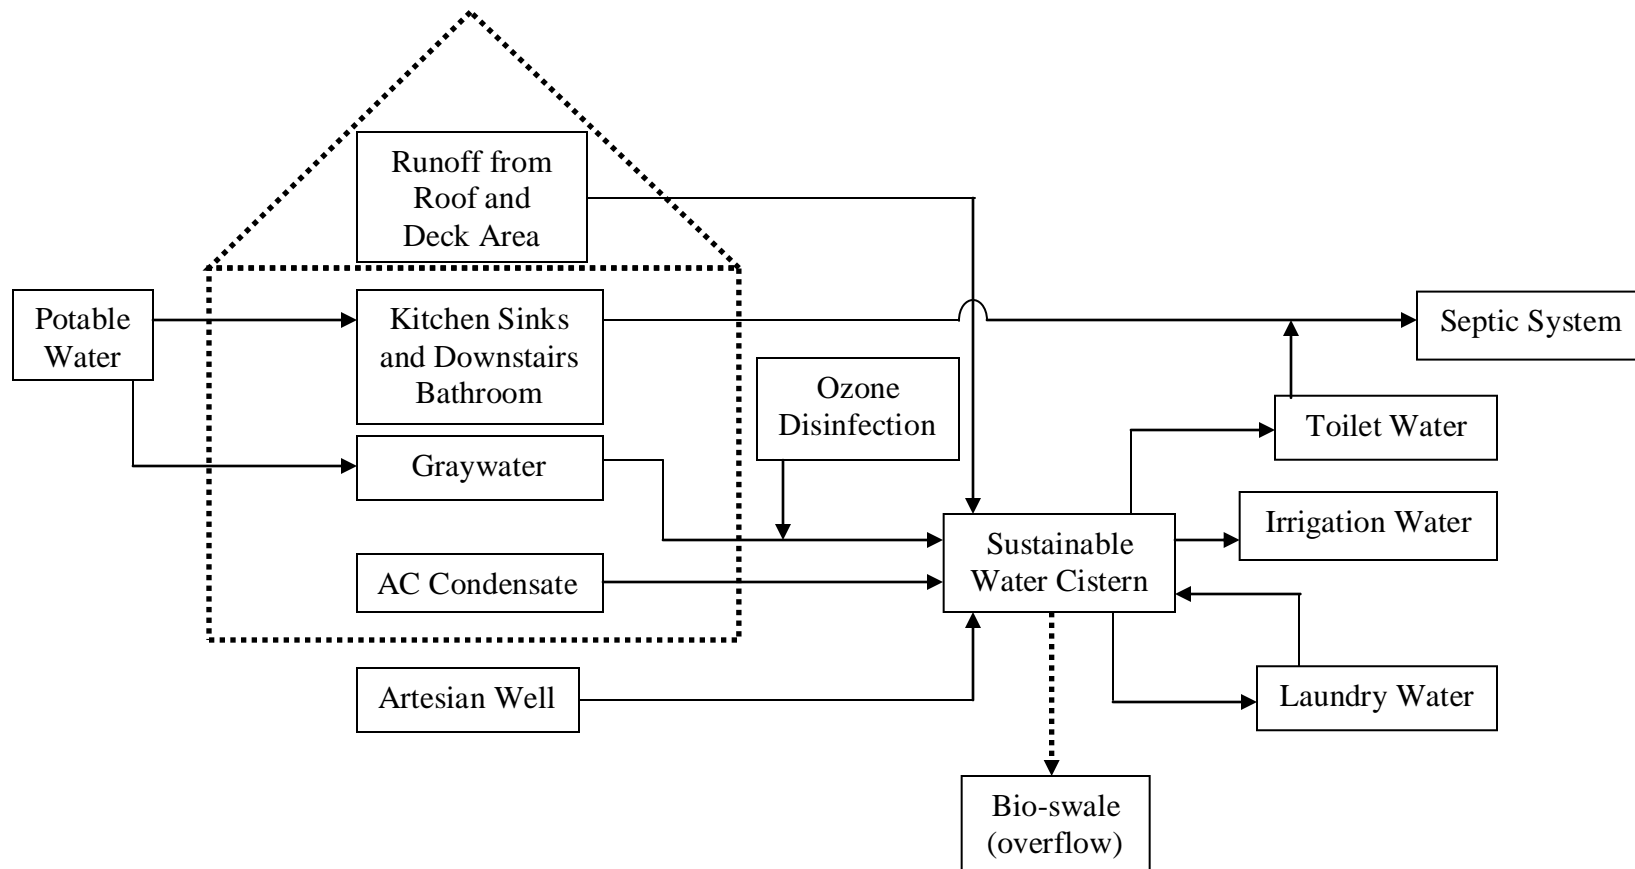 Runoff from
Roof and
Deck Area
Potable
Water
Kitchen Sinks
and Downstairs
Bathroom
Septic System
Ozone
Disinfection
Toilet Water
Graywater
Irrigation Water
Sustainable
Water Cistern
AC Condensate
Artesian Well
Laundry Water
Bio-swale
(overflow)